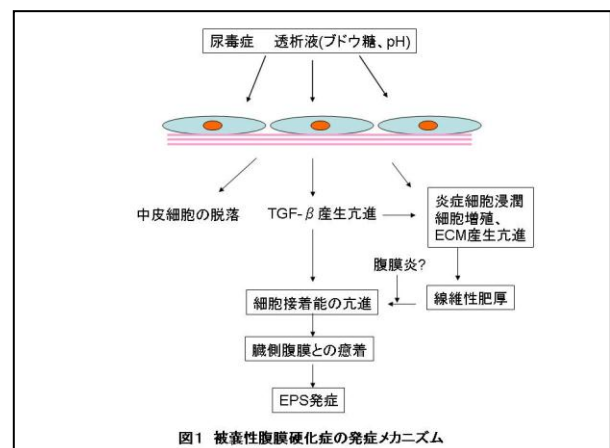 尿毒症　透析液(ブドウ糖、pH)
中皮細胞の脱落
TGF-β産生亢進
炎症細胞浸潤
細胞増殖、
ECM産生亢進
腹膜炎?
線維性肥厚
細胞接着能の亢進
臓側腹膜との癒着
EPS発症
図1 被嚢性腹膜硬化症の発症メカニズム